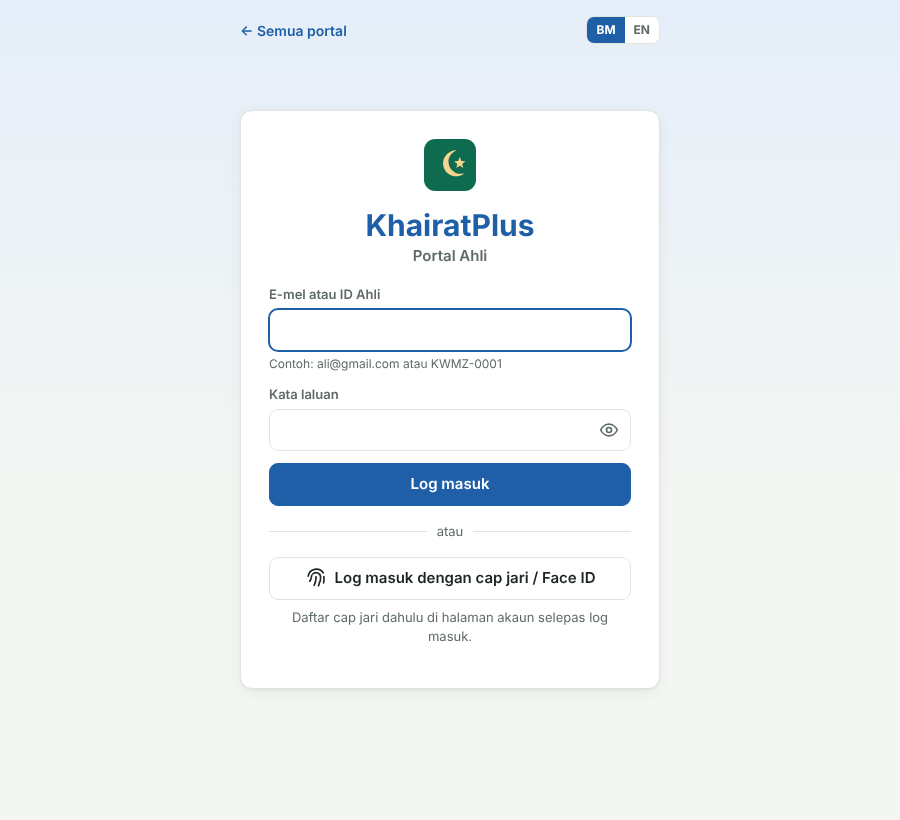 ← Semua portal
BM EN
KhairatPlus
Portal Ahli
E-mel atau ID Ahli
Contoh: ali@gmail.com atau KWMZ-0001
Kata laluan
Log masuk
atau
Log masuk dengan cap jari / Face ID
Daftar cap jari dahulu di halaman akaun selepas log
masuk.